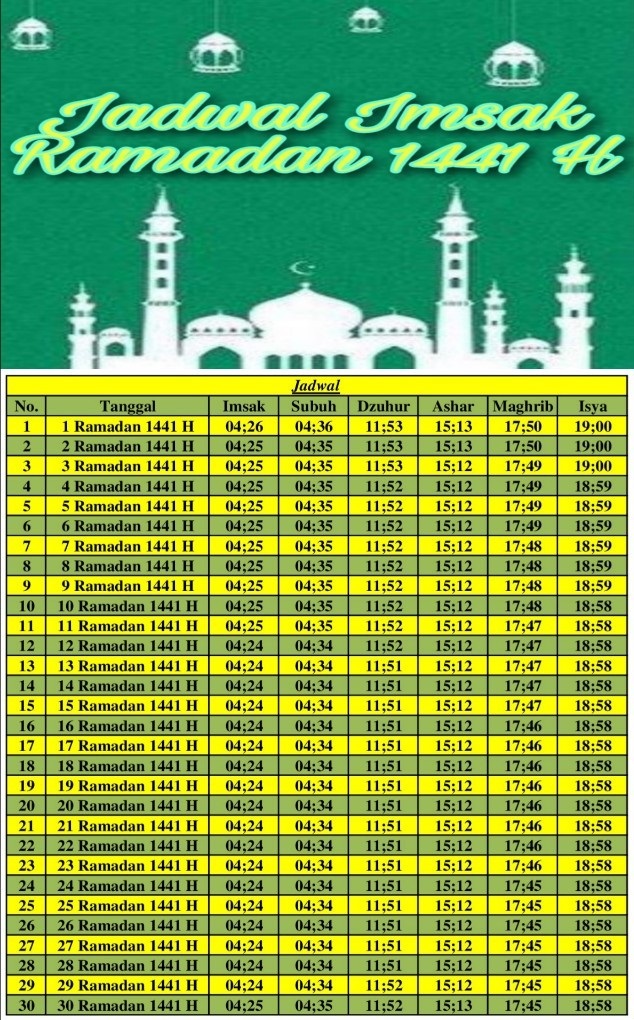 Jadwal Imsak
Ramadan 1441 H
Jadwal
No. Tanggal Imsak Subuh Dzuhur Ashar Maghrib Isya
1 1 Ramadan 1441 H 04;26 04;36 11;53 15;13 17;50 19;00
2 2 Ramadan 1441 H 04;25 04;35 11;53 15;13 17;50 19;00
3 3 Ramadan 1441 H 04;25 04;35 11;53 15;12 17;49 19;00
4 4 Ramadan 1441 H 04;25 04;35 11;52 15;12 17;49 18;59
5 5 Ramadan 1441 H 04;25 04;35 11;52 15;12 17;49 18;59
6 6 Ramadan 1441 H 04;25 04;35 11;52 15;12 17;49 18;59
7 7 Ramadan 1441 H 04;25 04;35 11;52 15;12 17;48 18;59
8 8 Ramadan 1441 H 04;25 04;35 11;52 15;12 17;48 18;59
9 9 Ramadan 1441 H 04;25 04;35 11;52 15;12 17;48 18;59
10 10 Ramadan 1441 H 04;25 04;35 11;52 15;12 17;48 18;58
11 11 Ramadan 1441 H 04;25 04;35 11;52 15;12 17;47 18;58
12 12 Ramadan 1441 H 04;24 04;34 11;52 15;12 17;47 18;58
13 13 Ramadan 1441 H 04;24 04;34 11;51 15;12 17;47 18;58
14 14 Ramadan 1441 H 04;24 04;34 11;51 15;12 17;47 18;58
15 15 Ramadan 1441 H 04;24 04;34 11;51 15;12 17;47 18;58
16 16 Ramadan 1441 H 04;24 04;34 11;51 15;12 17;46 18;58
17 17 Ramadan 1441 H 04;24 04;34 11;51 15;12 17;46 18;58
18 18 Ramadan 1441 H 04;24 04;34 11;51 15;12 17;46 18;58
19 19 Ramadan 1441 H 04;24 04;34 11;51 15;12 17;46 18;58
20 20 Ramadan 1441 H 04;24 04;34 11;51 15;12 17;46 18;58
21 21 Ramadan 1441 H 04;24 04;34 11;51 15;12 17;46 18;58
22 22 Ramadan 1441 H 04;24 04;34 11;51 15;12 17;46 18;58
23 23 Ramadan 1441 H 04;24 04;34 11;51 15;12 17;46 18;58
24 24 Ramadan 1441 H 04;24 04;34 11;51 15;12 17;45 18;58
25 25 Ramadan 1441 H 04;24 04;34 11;51 15;12 17;45 18;58
26 26 Ramadan 1441 H 04;24 04;34 11;51 15;12 17;45 18;58
27 27 Ramadan 1441 H 04;24 04;34 11;51 15;12 17;45 18;58
28 28 Ramadan 1441 H 04;24 04;34 11;51 15;12 17;45 18;58
29 29 Ramadan 1441 H 04;24 04;34 11;52 15;12 17;45 18;58
30 30 Ramadan 1441 H 04;25 04;35 11;52 15;13 17;45 18;58